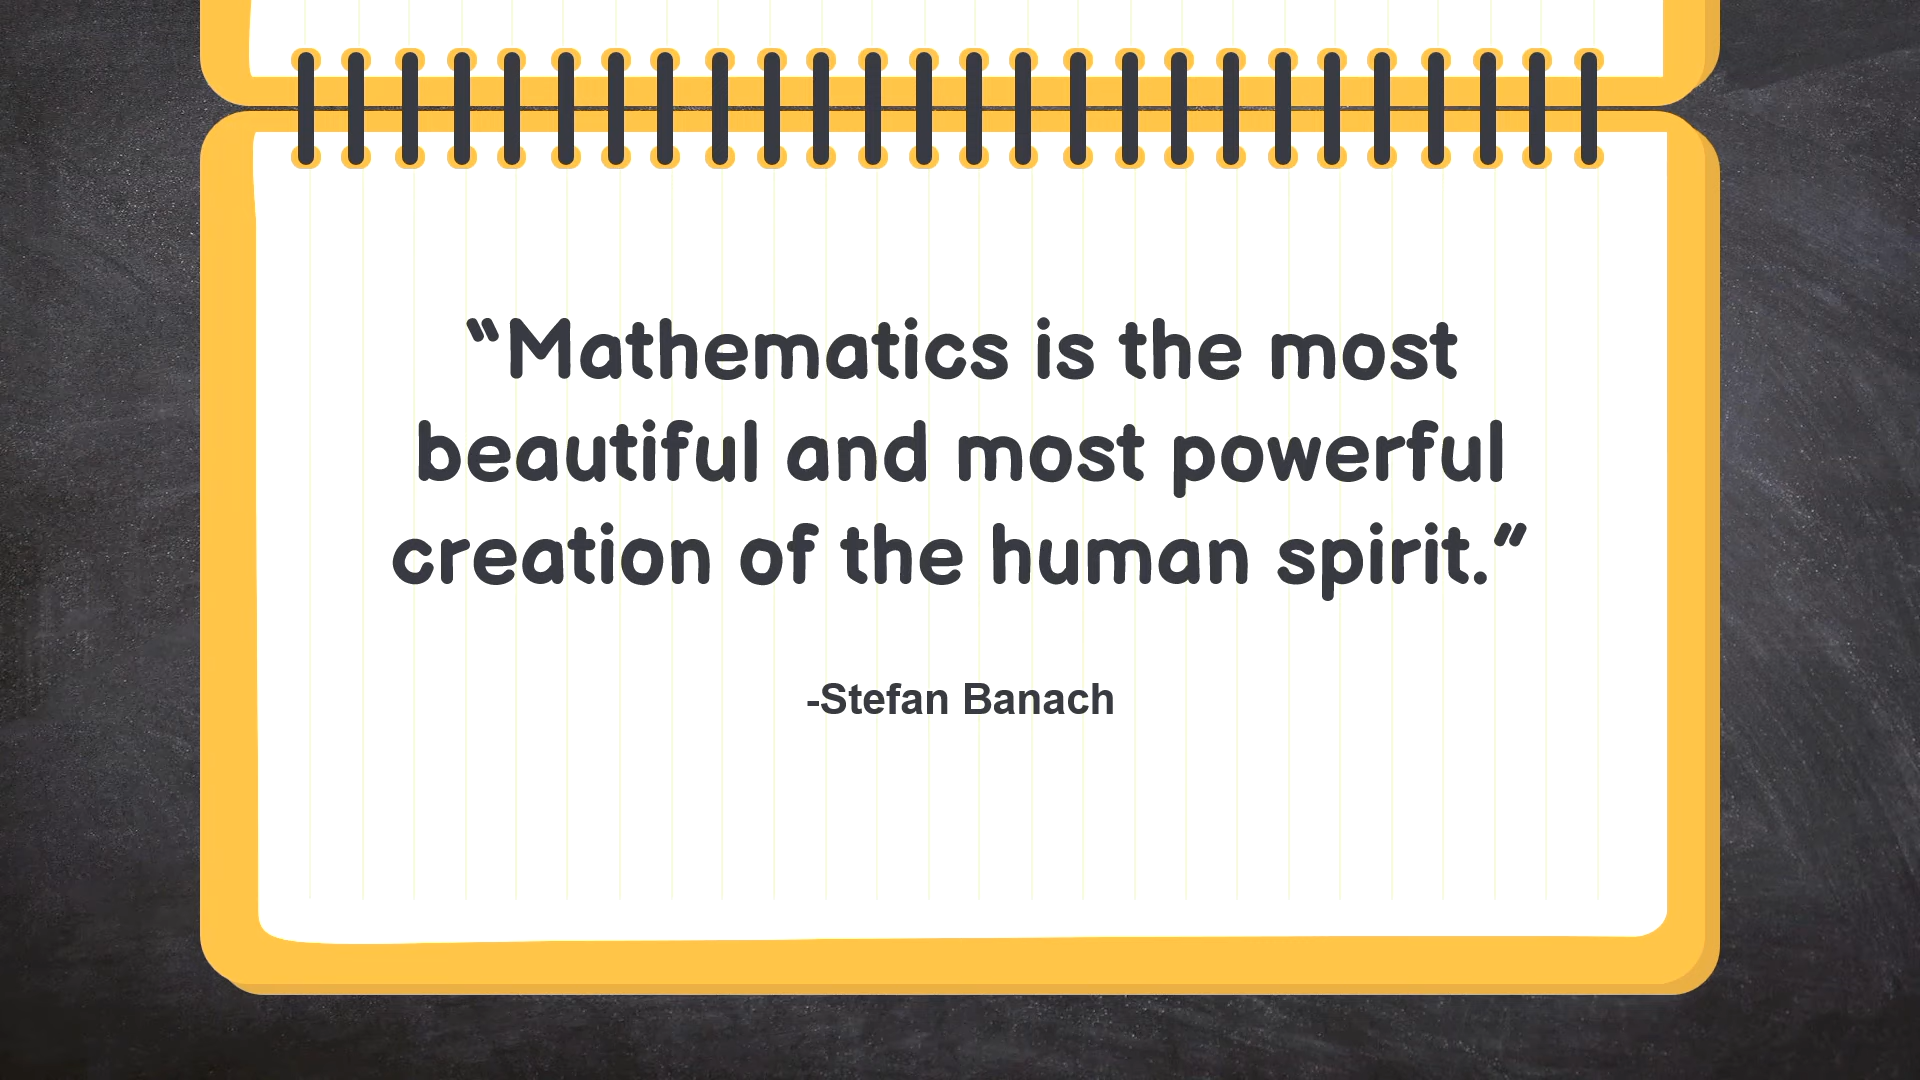 “Mathematics is the most
beautiful and most powerful
creation of the human spirit.”
-Stefan Banach